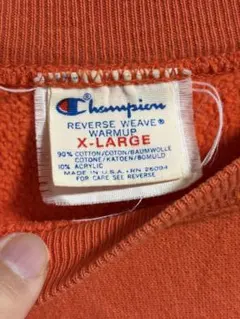 Champion
REVERSE WEAVE®
WARMUP
X-LARGE
90% COTTON/COTON/BAUMWOLLE
COTONE/KATOEN/BOMULD
10% ACRYLIC
MADE IN U.S.A. RN 26094
FOR CARE SEE REVERSE